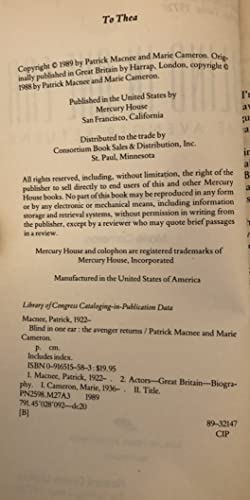 To Thea
Copyright © 1989 by Patrick Macnee and Marie Cameron. Orig-
inally published in Great Britain by Harrap, London, copyright ©
1988 by Patrick Macnee and Marie Cameron.
Published in the United States by
Mercury House
San Francisco, California
Distributed to the trade by
Consortium Book Sales & Distribution, Inc.
St. Paul, Minnesota
All rights reserved, including, without limitation, the right of the
publisher to sell directly to end users of this and other Mercury
House books. No part of this book may be reproduced in any form
or by any electronic or mechanical means, including information
storage and retrieval systems, without permission in writing from
the publisher, except by a reviewer who may quote brief passages
in a review.
Mercury House and colophon are registered trademarks of
Mercury House, Incorporated
Manufactured in the United States of America
Library of Congress Cataloging-in-Publication Data
Macnee, Patrick, 1922–
Blind in one ear : the avenger returns / Patrick Macnee and Marie
Cameron.
p. cm.
Includes index.
ISBN 0-916515-58-3 : $19.95
1. Macnee, Patrick, 1922– . 2. Actors—Great Britain—Biogra-
phy. I. Cameron, Marie, 1936– . II. Title.
PN2598.M27A3 1989
791.45'028'092—dc20
[B]
89-32147
CIP